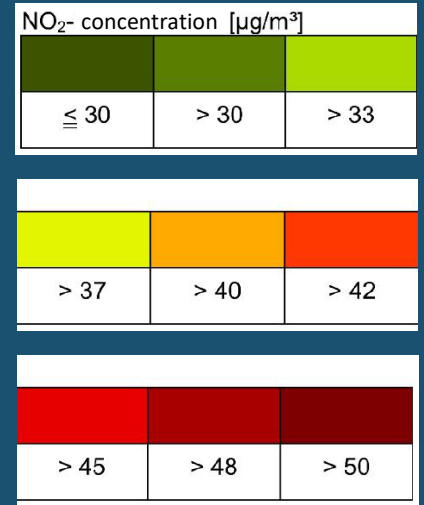 NO₂- concentration [µg/m³]
≦ 30 > 30 > 33
> 37 > 40 > 42
> 45 > 48 > 50